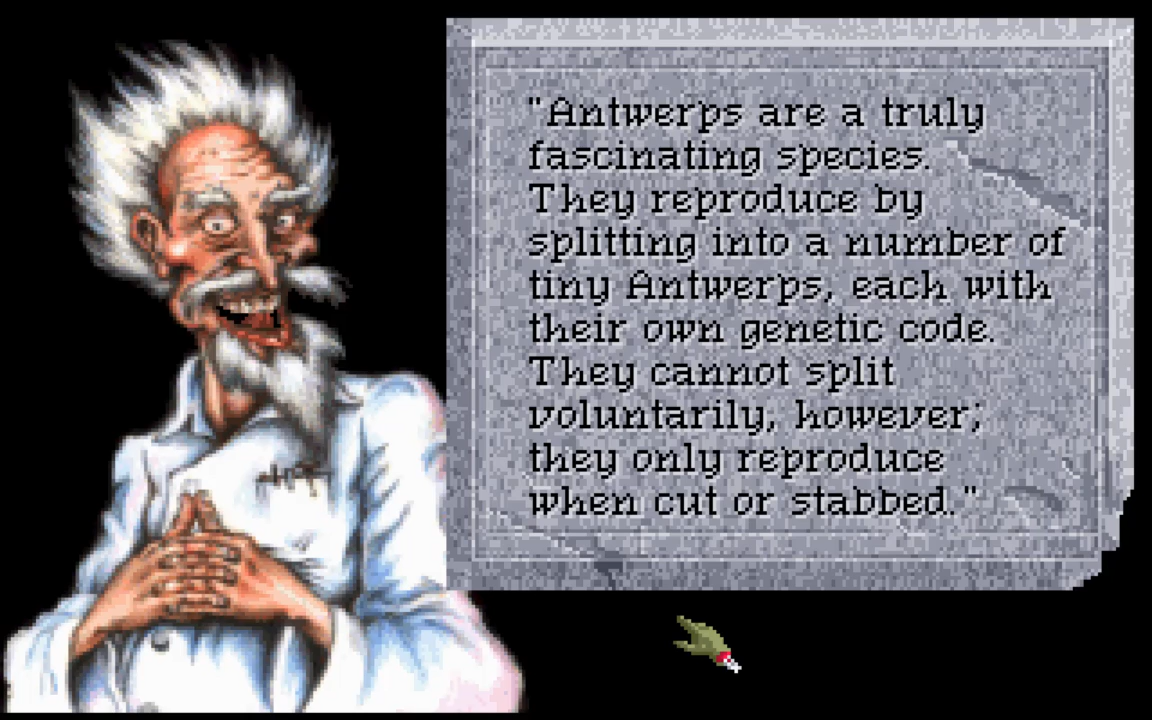 "Antwerps are a truly
fascinating species.
They reproduce by
splitting into a number of
tiny Antwerps, each with
their own genetic code.
They cannot split
voluntarily, however;
they only reproduce
when cut or stabbed."